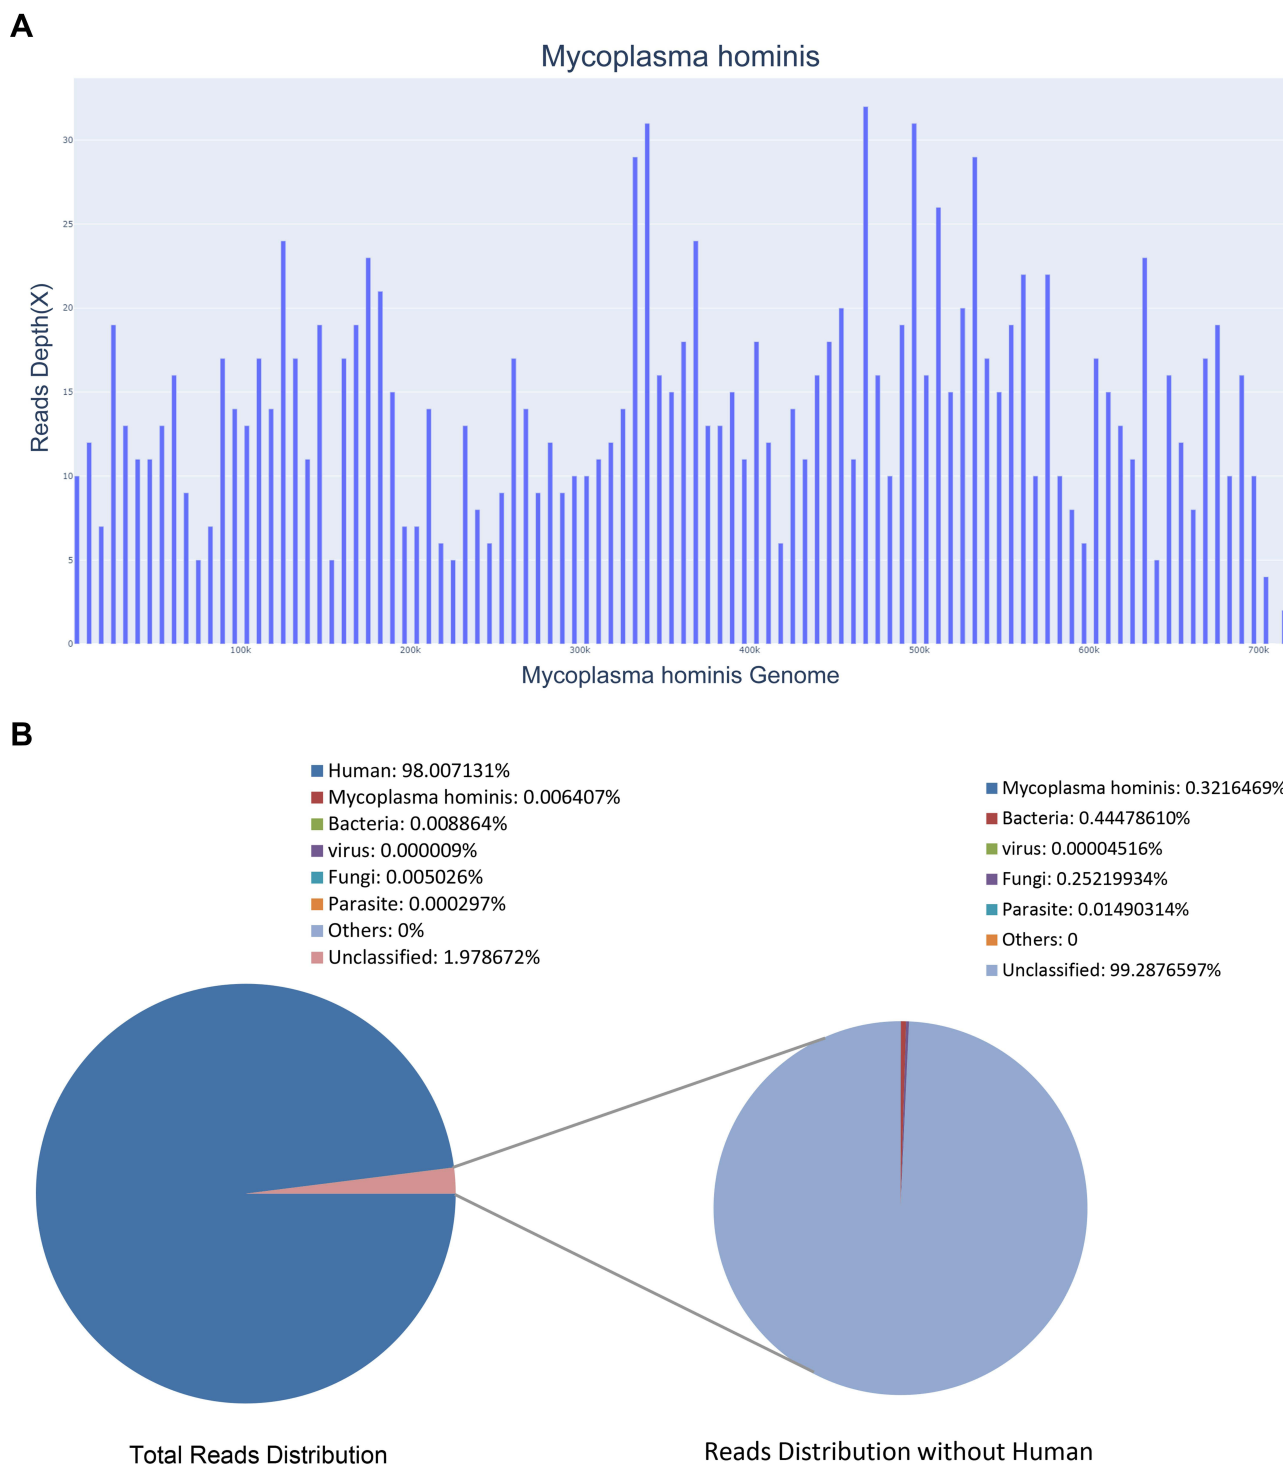 A
Mycoplasma hominis
Reads Depth(X)
30
25
20
15
10
5
0
100k
200k
300k
400k
500k
600k
700k
Mycoplasma hominis Genome
B
Human: 98.007131%
Mycoplasma hominis: 0.006407%
Bacteria: 0.008864%
virus: 0.000009%
Fungi: 0.005026%
Parasite: 0.000297%
Others: 0%
Unclassified: 1.978672%
Mycoplasma hominis: 0.3216469%
Bacteria: 0.44478610%
virus: 0.00004516%
Fungi: 0.25219934%
Parasite: 0.01490314%
Others: 0
Unclassified: 99.2876597%
Total Reads Distribution
Reads Distribution without Human